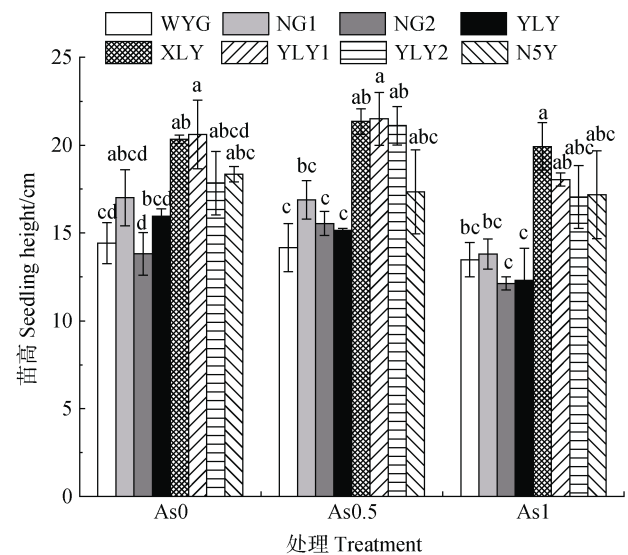 WYG NG1 NG2 YLY
XLY YLY1 YLY2 N5Y
苗高 Seedling height/cm
25
20
15
10
5
0
cd abcd d bcd ab a abcd abc
c bc c c ab a ab abc
bc bc c c a ab abc abc
As0 As0.5 As1
处理 Treatment